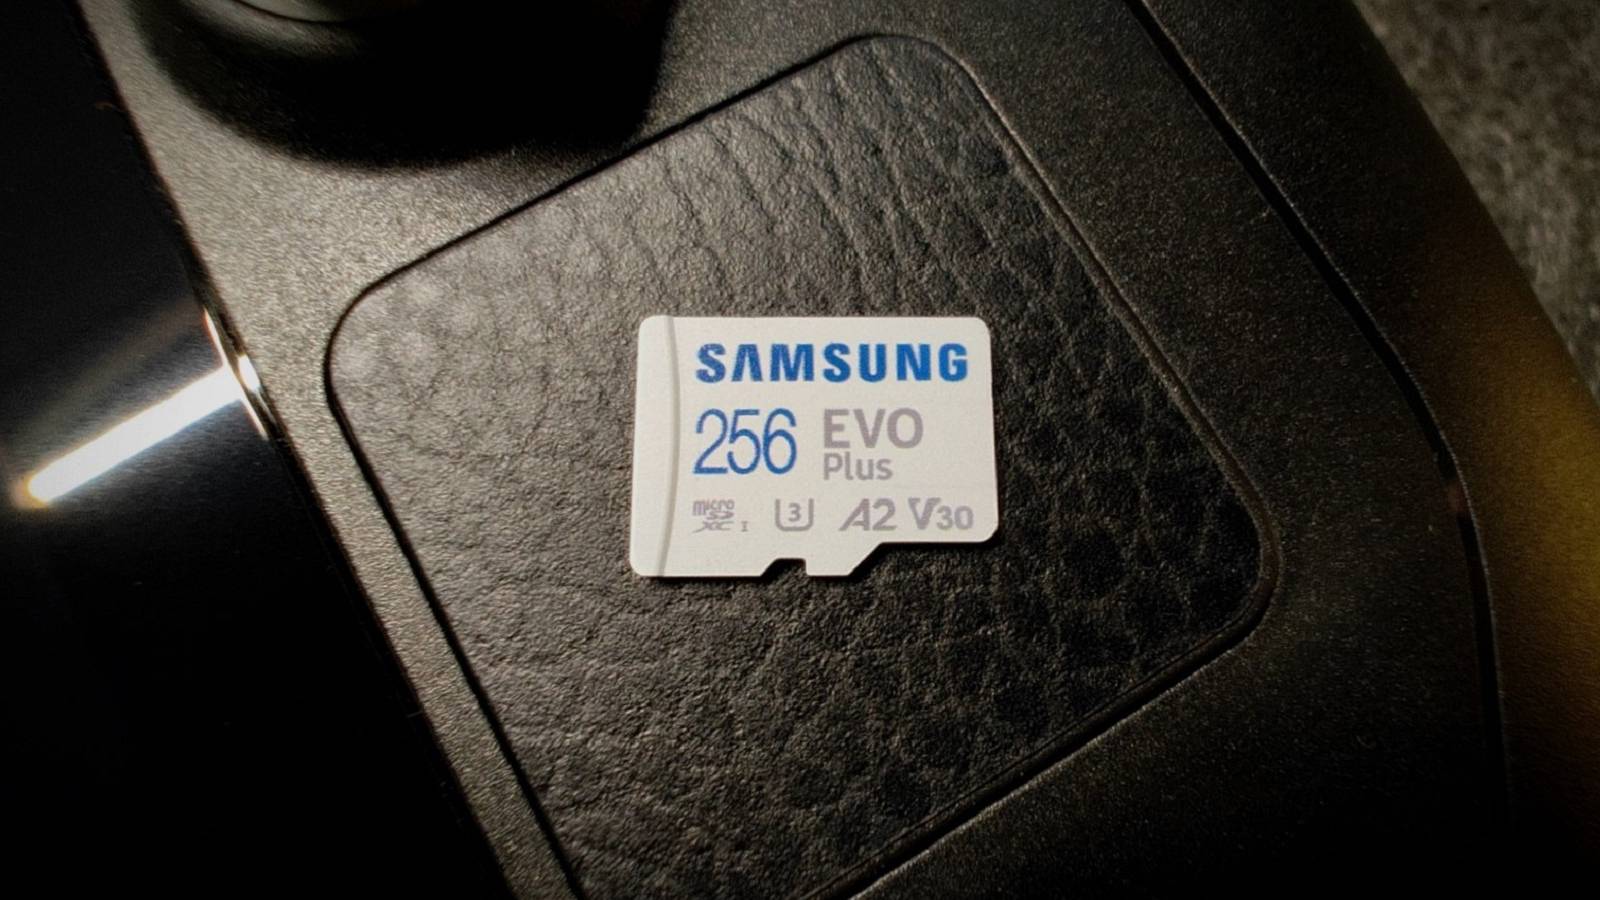 SAMSUNG
256 EVO
Plus
micro SD XC I U3 A2 V30